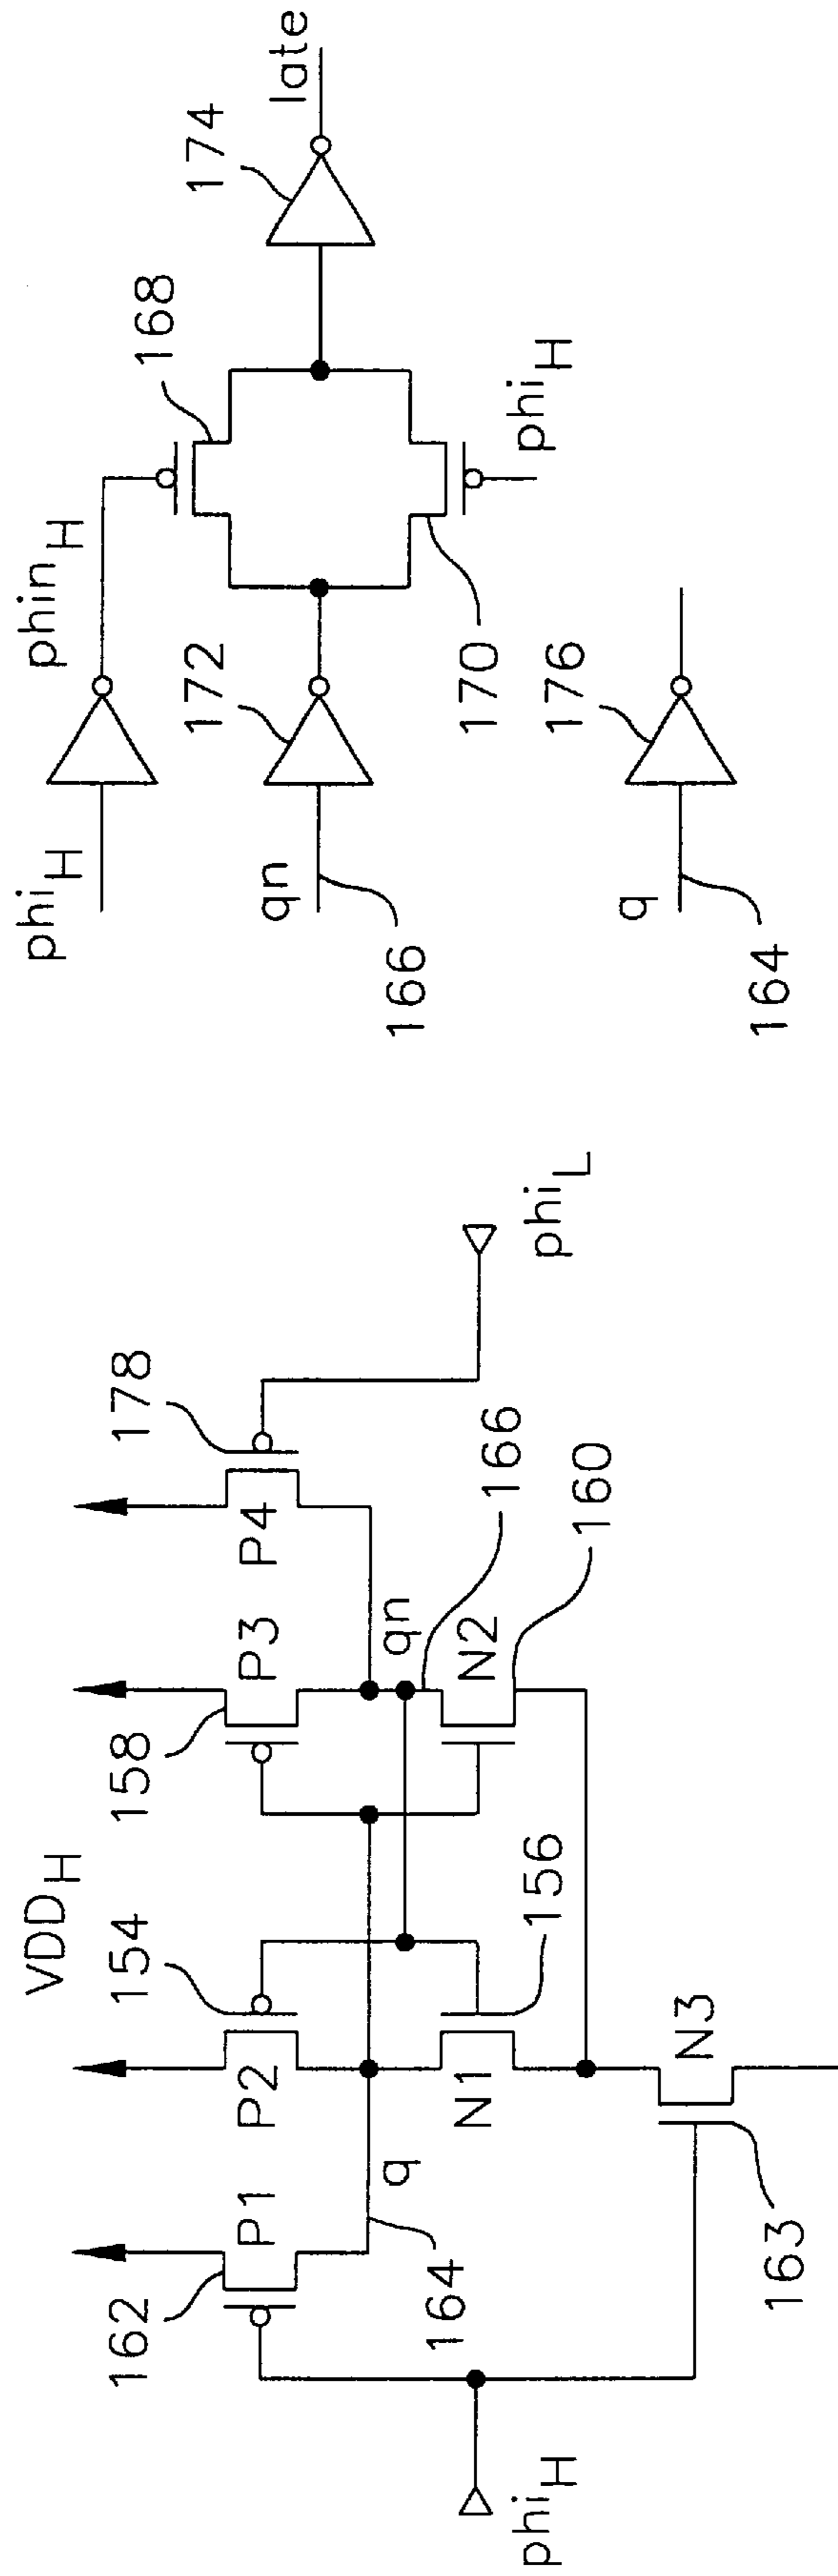 VDD_H
162
P1
P2
154
158
P3
P4
178
q
164
N1
156
qn
N2
166
160
phi_H
163
N3
phi_L
phi_H
phin_H
168
174
late
qn
172
166
170
phi_H
q
176
164